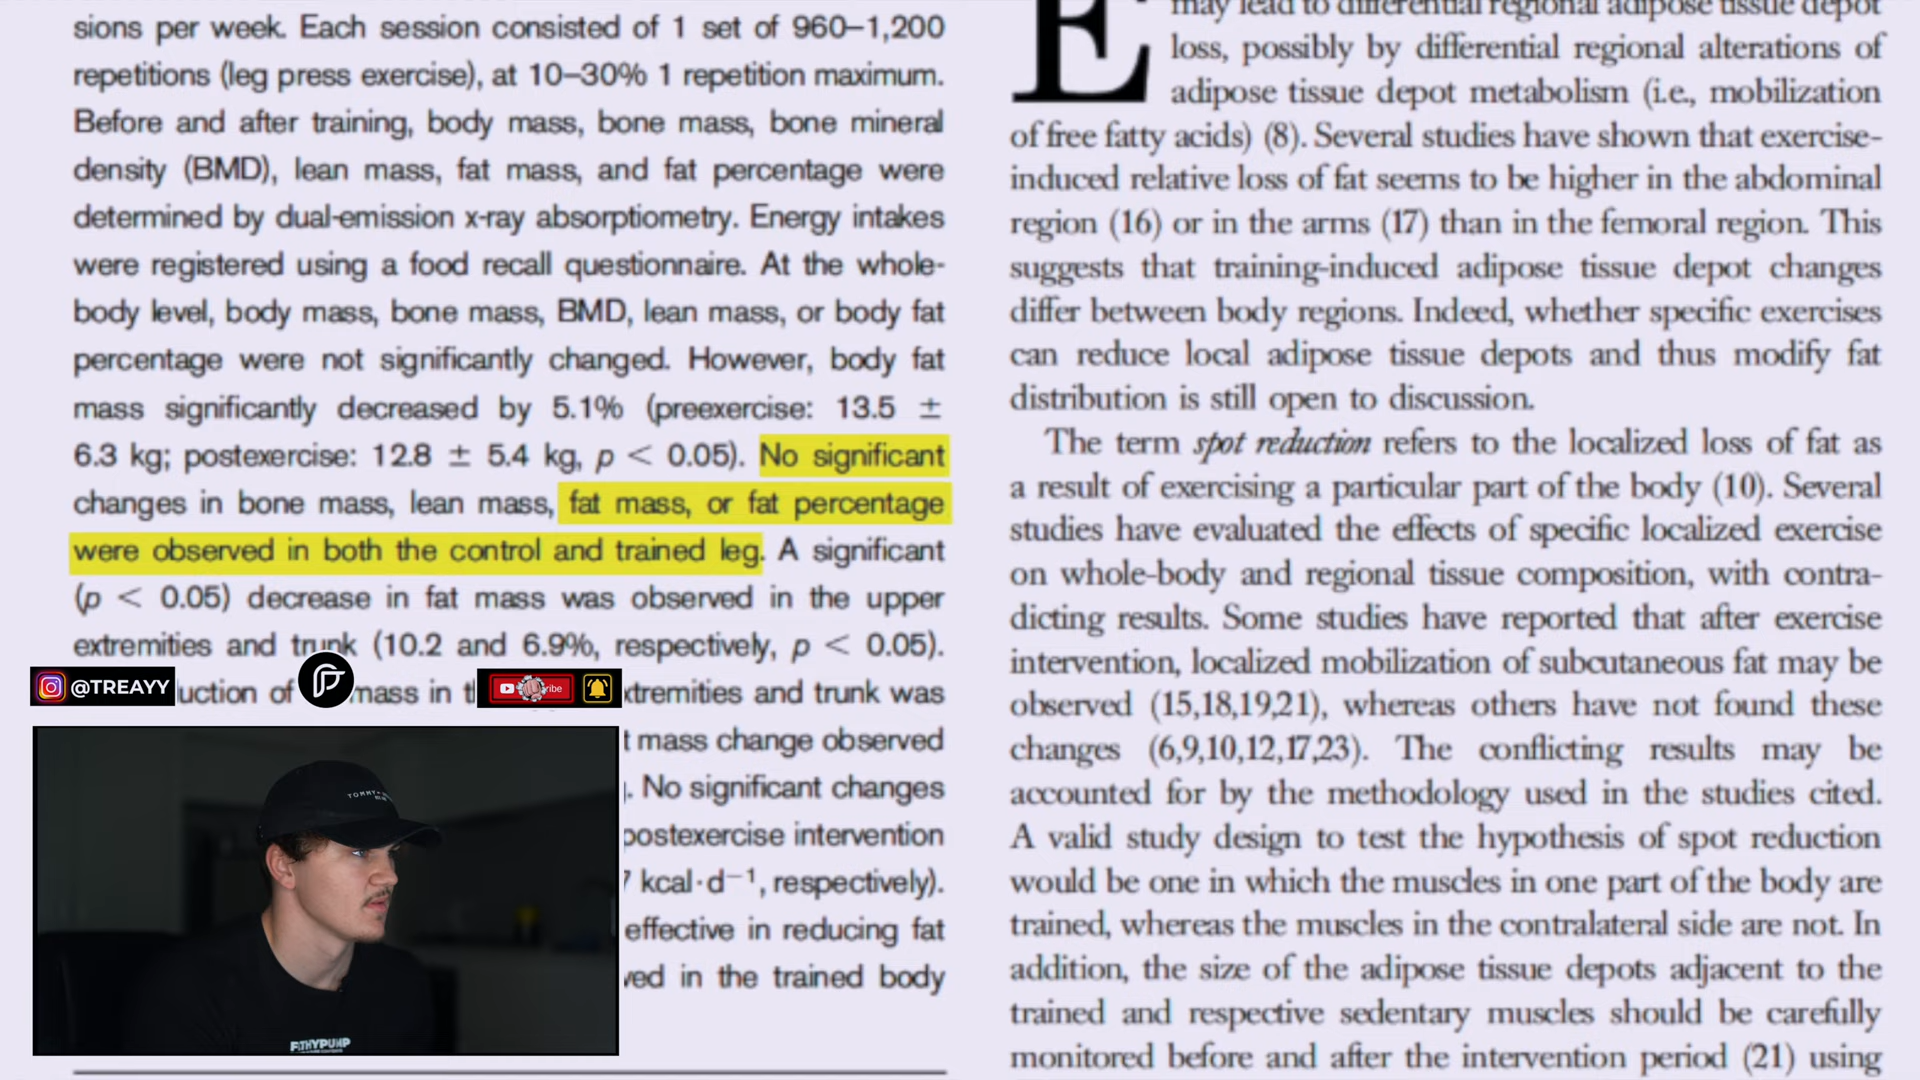 sions per week. Each session consisted of 1 set of 960–1,200
repetitions (leg press exercise), at 10–30% 1 repetition maximum.
Before and after training, body mass, bone mass, bone mineral
density (BMD), lean mass, fat mass, and fat percentage were
determined by dual-emission x-ray absorptiometry. Energy intakes
were registered using a food recall questionnaire. At the whole-
body level, body mass, bone mass, BMD, lean mass, or body fat
percentage were not significantly changed. However, body fat
mass significantly decreased by 5.1% (preexercise: 13.5 ±
6.3 kg; postexercise: 12.8 ± 5.4 kg, p < 0.05). No significant
changes in bone mass, lean mass, fat mass, or fat percentage
were observed in both the control and trained leg. A significant
(p < 0.05) decrease in fat mass was observed in the upper
extremities and trunk (10.2 and 6.9%, respectively, p < 0.05).
uction of mass in xtremities and trunk was
t mass change observed
. No significant changes
postexercise intervention
7 kcal·d−1, respectively).
effective in reducing fat
ved in the trained body
@TREAYY
TOMMY
FILTHYPUMP
E
may lead to differential regional adipose tissue depot
loss, possibly by differential regional alterations of
adipose tissue depot metabolism (i.e., mobilization
of free fatty acids) (8). Several studies have shown that exercise-
induced relative loss of fat seems to be higher in the abdominal
region (16) or in the arms (17) than in the femoral region. This
suggests that training-induced adipose tissue depot changes
differ between body regions. Indeed, whether specific exercises
can reduce local adipose tissue depots and thus modify fat
distribution is still open to discussion.
The term spot reduction refers to the localized loss of fat as
a result of exercising a particular part of the body (10). Several
studies have evaluated the effects of specific localized exercise
on whole-body and regional tissue composition, with contra-
dicting results. Some studies have reported that after exercise
intervention, localized mobilization of subcutaneous fat may be
observed (15,18,19,21), whereas others have not found these
changes (6,9,10,12,17,23). The conflicting results may be
accounted for by the methodology used in the studies cited.
A valid study design to test the hypothesis of spot reduction
would be one in which the muscles in one part of the body are
trained, whereas the muscles in the contralateral side are not. In
addition, the size of the adipose tissue depots adjacent to the
trained and respective sedentary muscles should be carefully
monitored before and after the intervention period (21) using